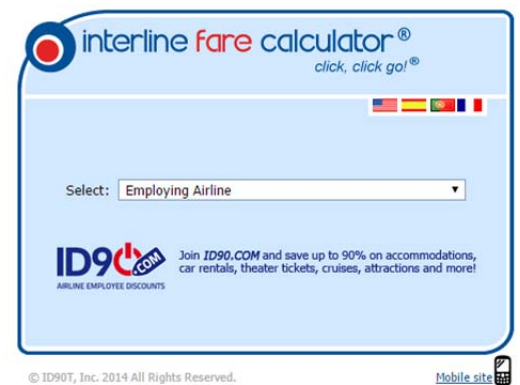 interline fare calculator®
click, click go!®
Select: Employing Airline
ID90.COM
AIRLINE EMPLOYEE DISCOUNTS
Join ID90.COM and save up to 90% on accommodations,
car rentals, theater tickets, cruises, attractions and more!
© ID90T, Inc. 2014 All Rights Reserved. Mobile site